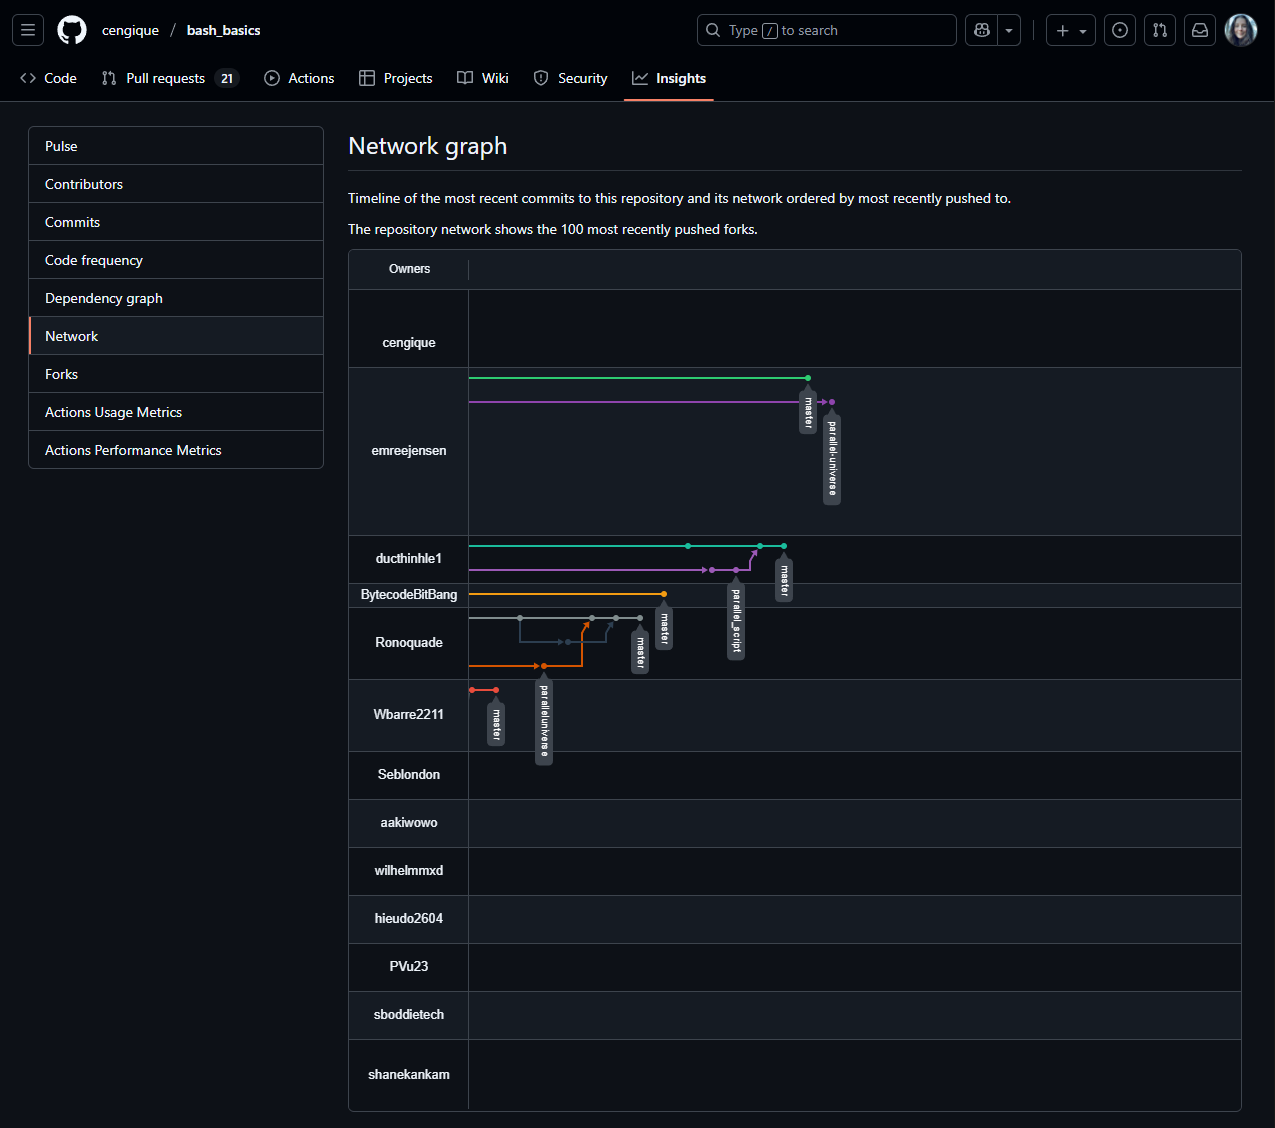 cengique / bash_basics
Type / to search
Code
Pull requests 21
Actions
Projects
Wiki
Security
Insights
Pulse
Contributors
Commits
Code frequency
Dependency graph
Network
Forks
Actions Usage Metrics
Actions Performance Metrics
Network graph
Timeline of the most recent commits to this repository and its network ordered by most recently pushed to.
The repository network shows the 100 most recently pushed forks.
Owners
cengique
emreejensen
master
parallel-universe
ducthinhle1
master
parallel_script
BytecodeBitBang
master
Ronoquade
master
paralleluniverse
Wbarre2211
master
Seblondon
aakiwowo
wilhelmmxd
hieudo2604
PVu23
sboddietech
shanekankam